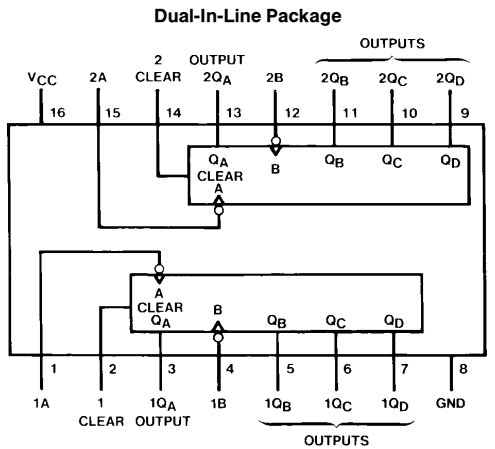 Dual-In-Line Package
OUTPUTS
2 OUTPUT
VCC 2A CLEAR 2QA 2B 2QB 2QC 2QD
16 15 14 13 12 11 10 9
QA B QB QC QD
CLEAR
A
A
CLEAR B
QA QB QC QD
1 2 3 4 5 6 7 8
1A 1 1QA 1B 1QB 1QC 1QD GND
CLEAR OUTPUT
OUTPUTS